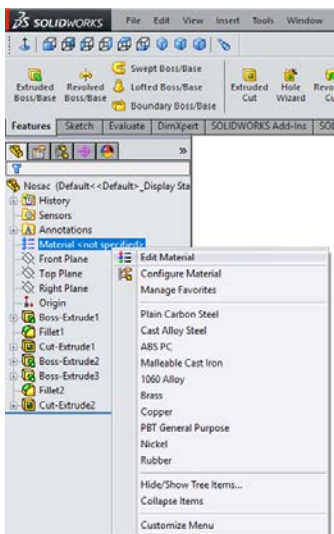 SOLIDWORKS File Edit View Insert Tools Window
Swept Boss/Base
Extruded Boss/Base Revolved Boss/Base Lofted Boss/Base Extruded Cut Hole Wizard
Boundary Boss/Base
Features Sketch Evaluate DimXpert SOLIDWORKS Add-Ins
»
Nosac (Default<<Default>_Display Sta
History
Sensors
Annotations
Material <not specified>
Front Plane
Top Plane
Right Plane
Origin
Boss-Extrude1
Fillet1
Cut-Extrude1
Boss-Extrude2
Boss-Extrude3
Fillet2
Cut-Extrude2
Edit Material
Configure Material
Manage Favorites
Plain Carbon Steel
Cast Alloy Steel
ABS PC
Malleable Cast Iron
1060 Alloy
Brass
Copper
PBT General Purpose
Nickel
Rubber
Hide/Show Tree Items...
Collapse Items
Customize Menu